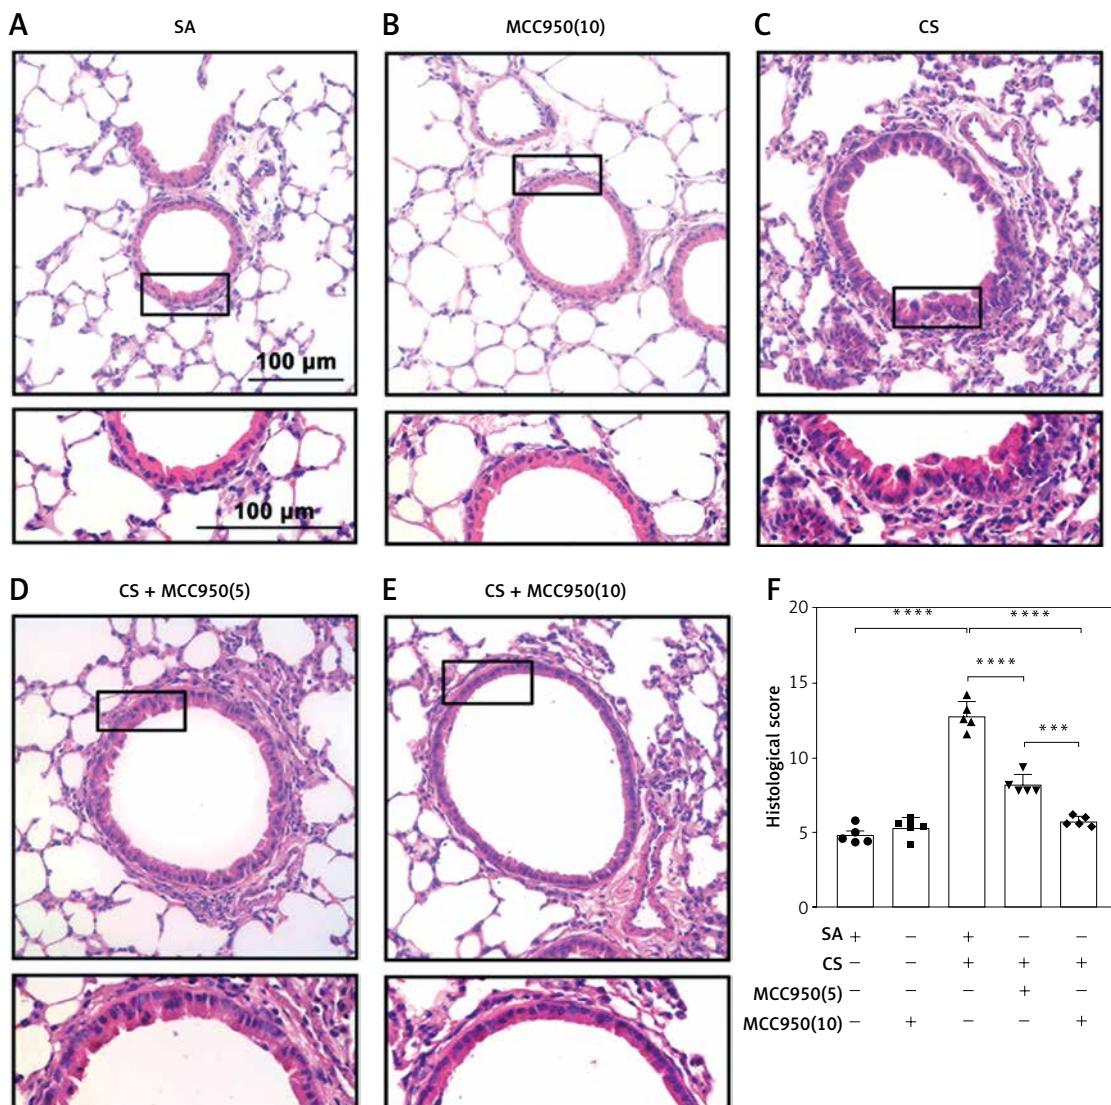 A SA
B MCC950(10)
C CS
100 μm
100 μm
D CS + MCC950(5)
E CS + MCC950(10)
F
Histological score
20
15
10
5
0
****
****
****
***
SA + – + – –
CS – – + + +
MCC950(5) – – – + –
MCC950(10) – + – – +